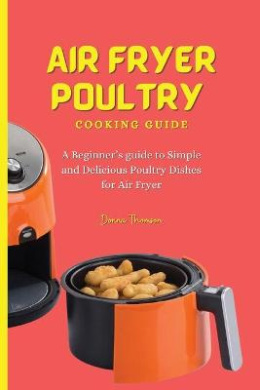 AIR FRYER
POULTRY
COOKING GUIDE
A Beginner's guide to Simple
and Delicious Poultry Dishes
for Air Fryer
Donna Thomson